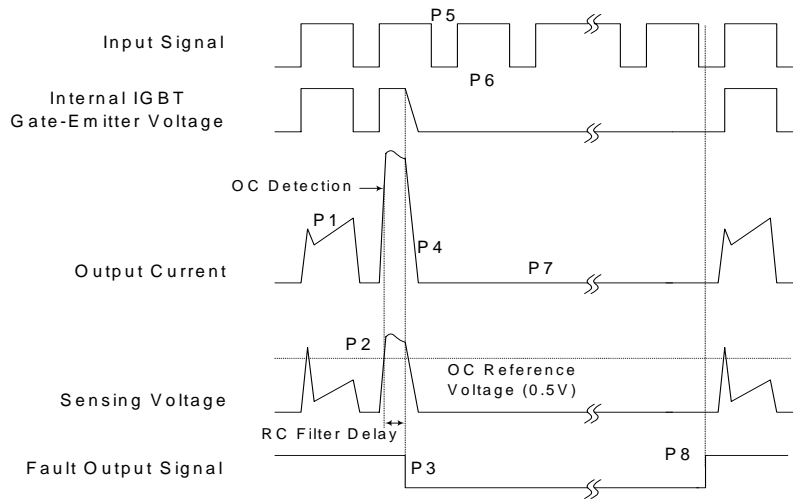 P5
Input Signal
P6
Internal IGBT
Gate-Emitter Voltage
OC Detection
P1
P4
P7
Output Current
P2
OC Reference
Voltage (0.5V)
Sensing Voltage
RC Filter Delay
P3
P8
Fault Output Signal